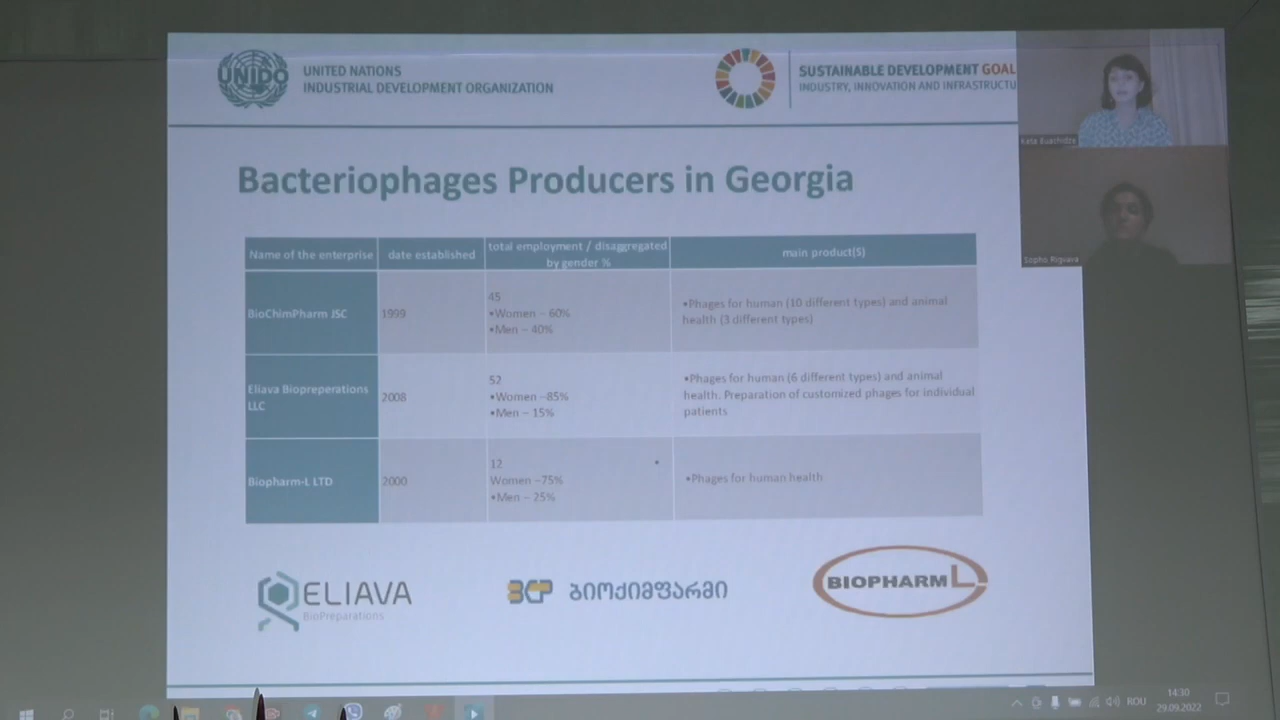 UNIDO
UNITED NATIONS
INDUSTRIAL DEVELOPMENT ORGANIZATION
SUSTAINABLE DEVELOPMENT GOAL
INDUSTRY, INNOVATION AND INFRASTRUCTU
Kate
Sopho Rigvava
Bacteriophages Producers in Georgia
Name of the enterprise
date established
total employment / disaggregated
by gender %
main product(S)
BioChimPharm JSC
1999
45
•Women – 60%
•Men – 40%
•Phages for human (10 different types) and animal
health (3 different types)
Eliava Biopreperations
LLC
2008
52
•Women –85%
•Men – 15%
•Phages for human (6 different types) and animal
health. Preparation of customized phages for individual
patients
Biopharm-L LTD
2000
12
Women –75%
•Men – 25%
•Phages for human health
ELIAVA
BioPreparations
BCP ბიოქიმფარმი
BIOPHARM L
ROU
14:30
29.09.2022